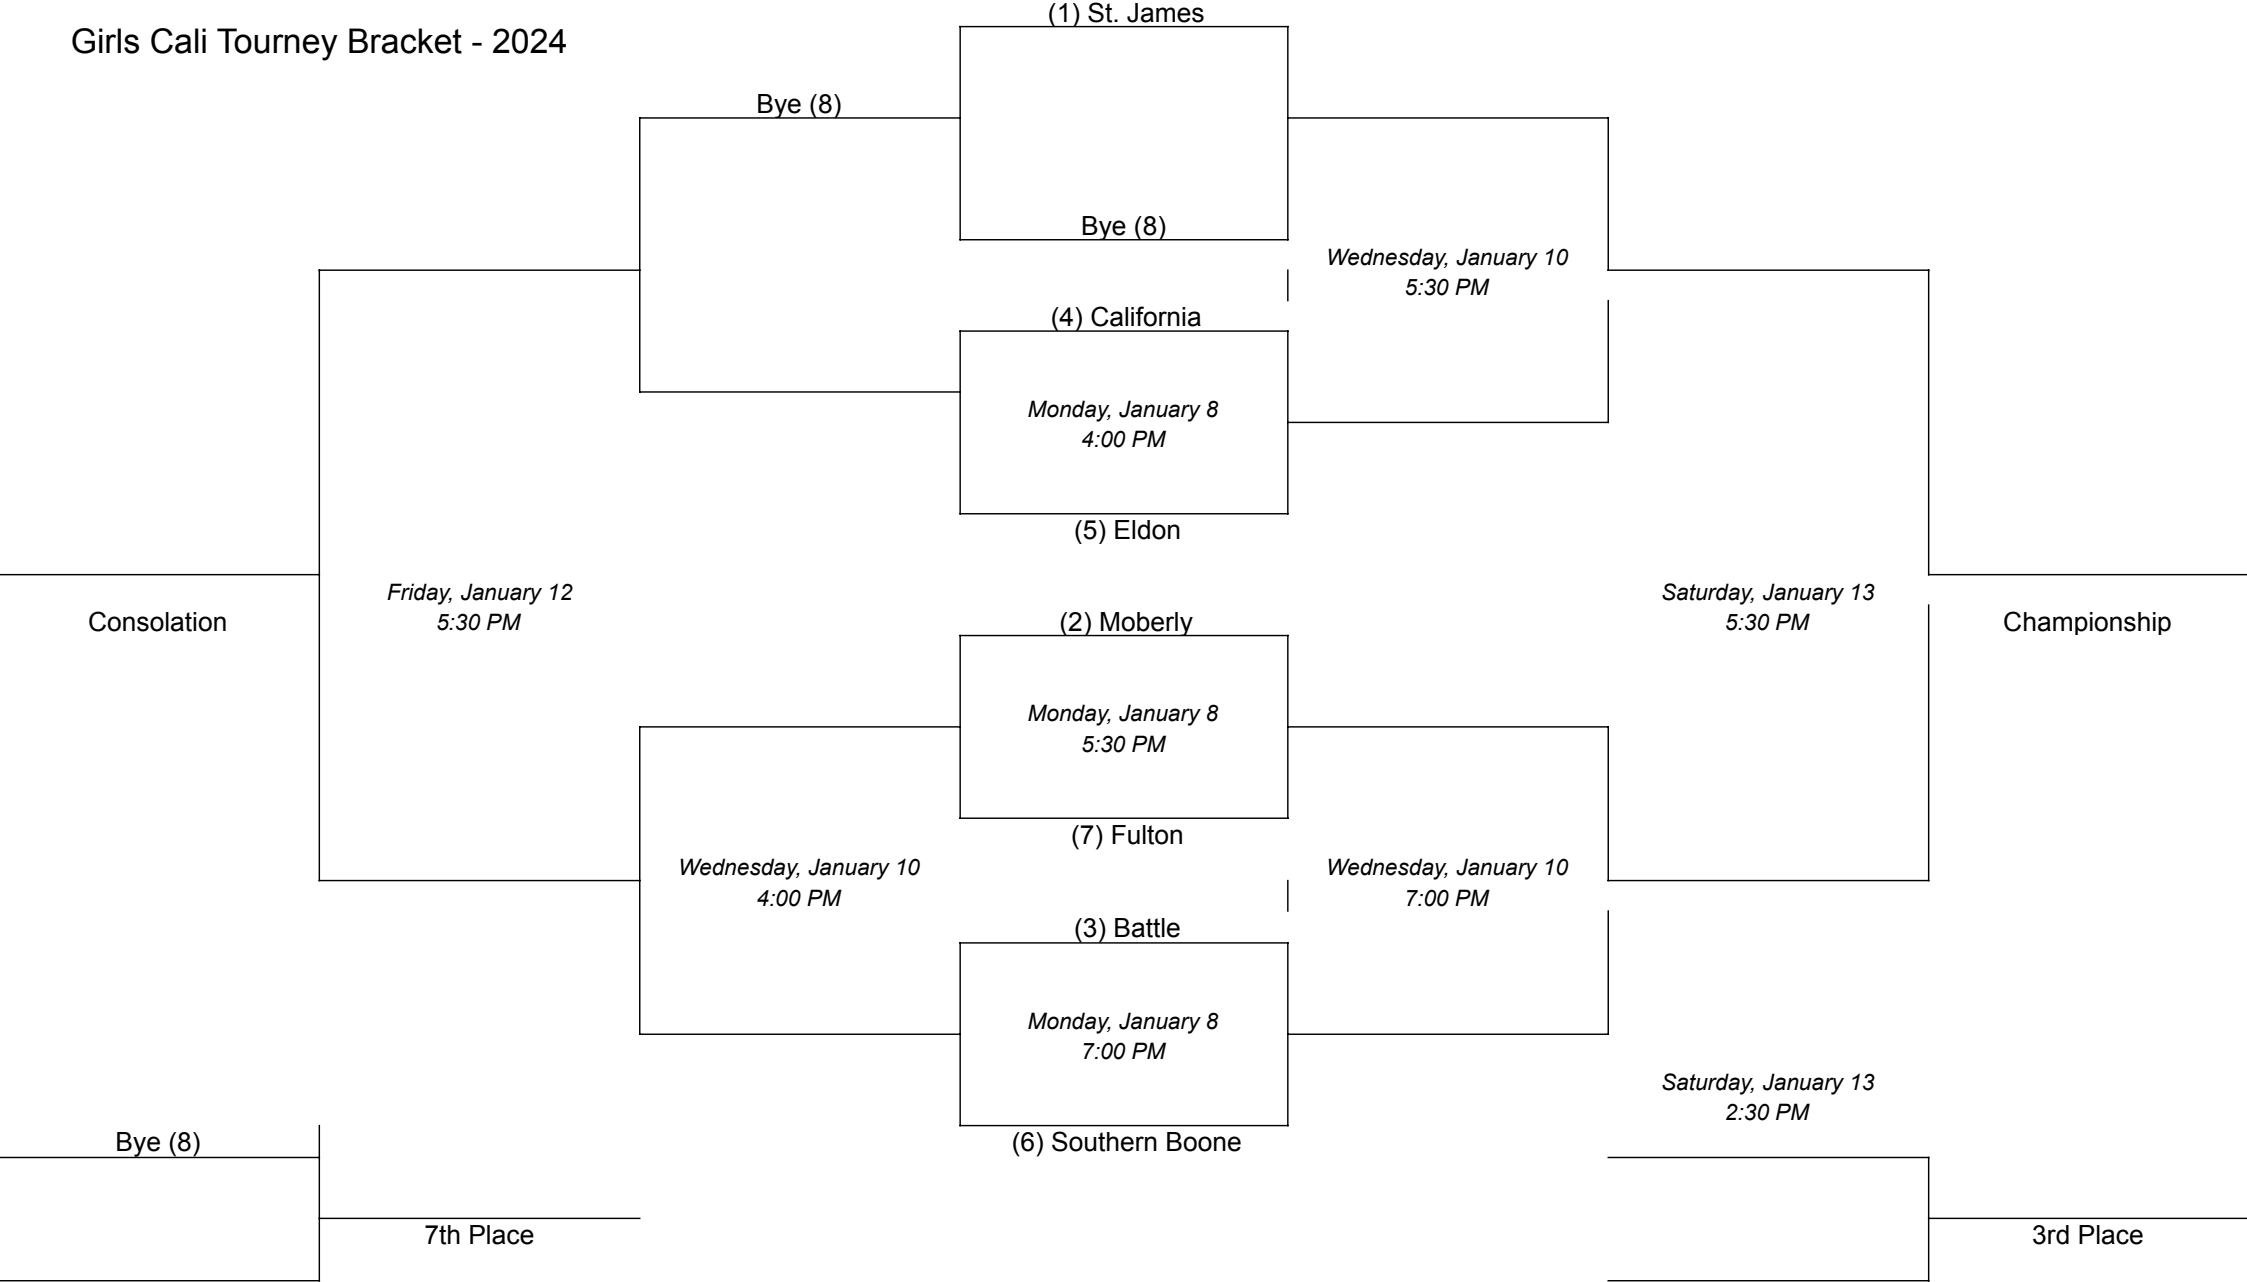 (1) St. James
Girls Cali Tourney Bracket - 2024
Bye (8)
Bye (8)
Wednesday, January 10
5:30 PM
(4) California
Monday, January 8
4:00 PM
(5) Eldon
Friday, January 12
5:30 PM
Saturday, January 13
5:30 PM
Consolation
(2) Moberly
Championship
Monday, January 8
5:30 PM
(7) Fulton
Wednesday, January 10
4:00 PM
Wednesday, January 10
7:00 PM
(3) Battle
Monday, January 8
7:00 PM
Saturday, January 13
2:30 PM
Bye (8)
(6) Southern Boone
7th Place
3rd Place